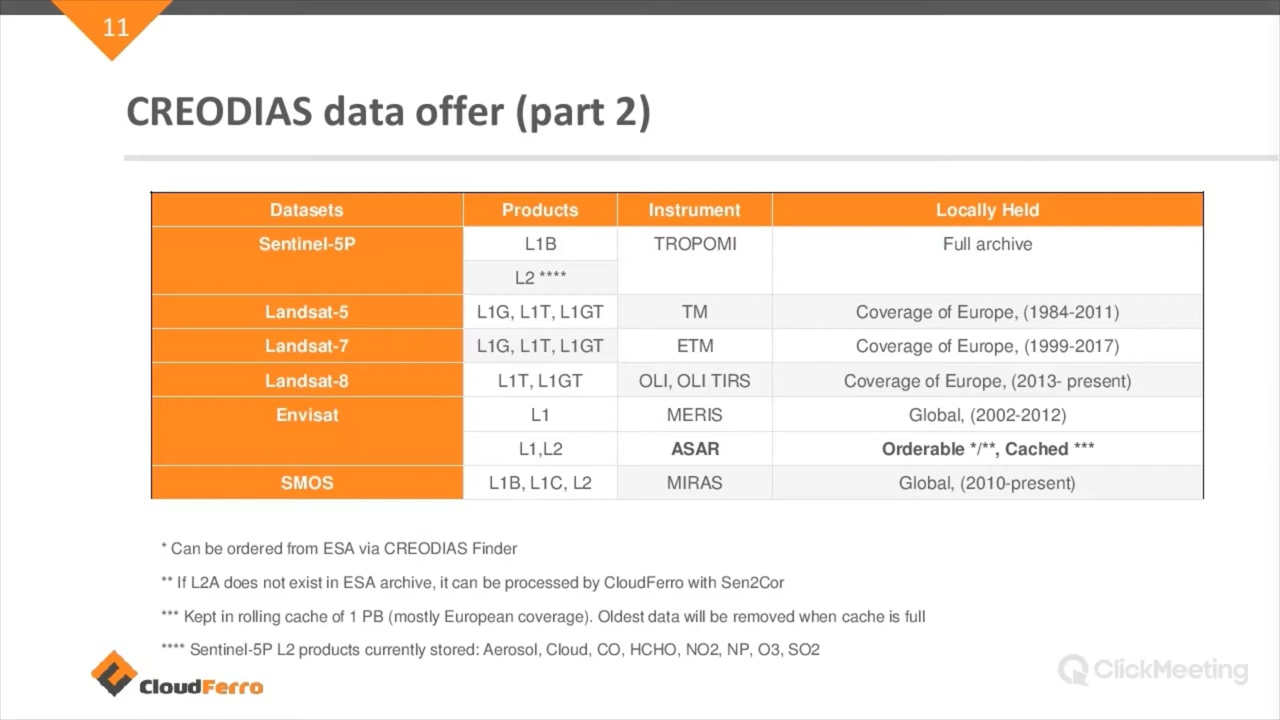 11
CREODIAS data offer (part 2)
Datasets Products Instrument Locally Held
Sentinel-5P L1B TROPOMI Full archive
L2 ****
Landsat-5 L1G, L1T, L1GT TM Coverage of Europe, (1984-2011)
Landsat-7 L1G, L1T, L1GT ETM Coverage of Europe, (1999-2017)
Landsat-8 L1T, L1GT OLI, OLI TIRS Coverage of Europe, (2013- present)
Envisat L1 MERIS Global, (2002-2012)
L1,L2 ASAR Orderable */**, Cached ***
SMOS L1B, L1C, L2 MIRAS Global, (2010-present)
* Can be ordered from ESA via CREODIAS Finder
** If L2A does not exist in ESA archive, it can be processed by CloudFerro with Sen2Cor
*** Kept in rolling cache of 1 PB (mostly European coverage). Oldest data will be removed when cache is full
**** Sentinel-5P L2 products currently stored: Aerosol, Cloud, CO, HCHO, NO2, NP, O3, SO2
CloudFerro
ClickMeeting